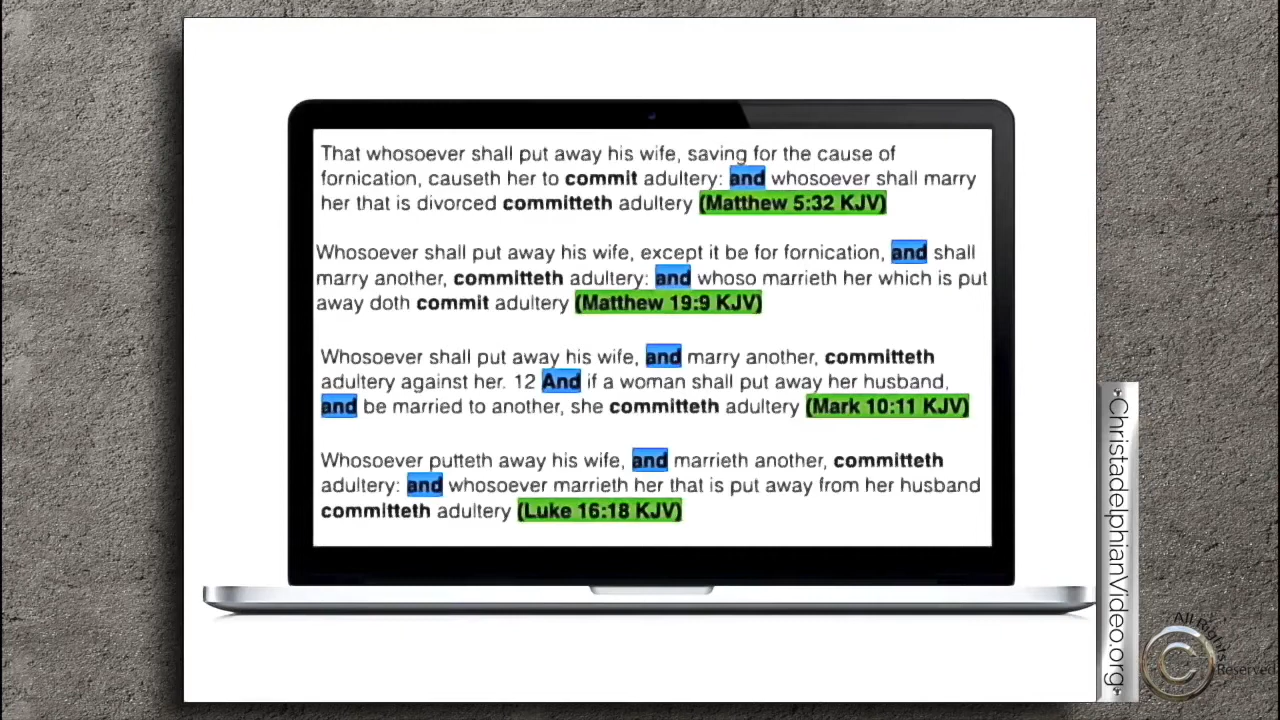 That whosoever shall put away his wife, saving for the cause of
fornication, causeth her to commit adultery: and whosoever shall marry
her that is divorced committeth adultery (Matthew 5:32 KJV)
Whosoever shall put away his wife, except it be for fornication, and shall
marry another, committeth adultery: and whoso marrieth her which is put
away doth commit adultery (Matthew 19:9 KJV)
Whosoever shall put away his wife, and marry another, committeth
adultery against her. 12 And if a woman shall put away her husband,
and be married to another, she committeth adultery (Mark 10:11 KJV)
Whosoever putteth away his wife, and marrieth another, committeth
adultery: and whosoever marrieth her that is put away from her husband
committeth adultery (Luke 16:18 KJV)
ChristadelphianVideo.org
All Rights
C
Reserved